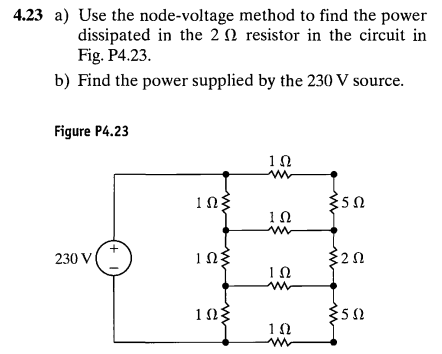 4.23 a) Use the node-voltage method to find the power
dissipated in the 2 Ω resistor in the circuit in
Fig. P4.23.
b) Find the power supplied by the 230 V source.
Figure P4.23
1 Ω
1 Ω
5 Ω
1 Ω
230 V
+
1 Ω
2 Ω
1 Ω
1 Ω
5 Ω
1 Ω